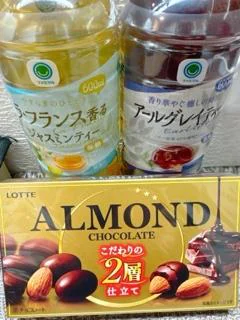 600ml
ラ・フランス香る
ジャスミンティー
無糖
600ml
香り華やぐ癒しの時
アールグレイティー
LOTTE
ALMOND
CHOCOLATE
こだわりの
2層
仕立て